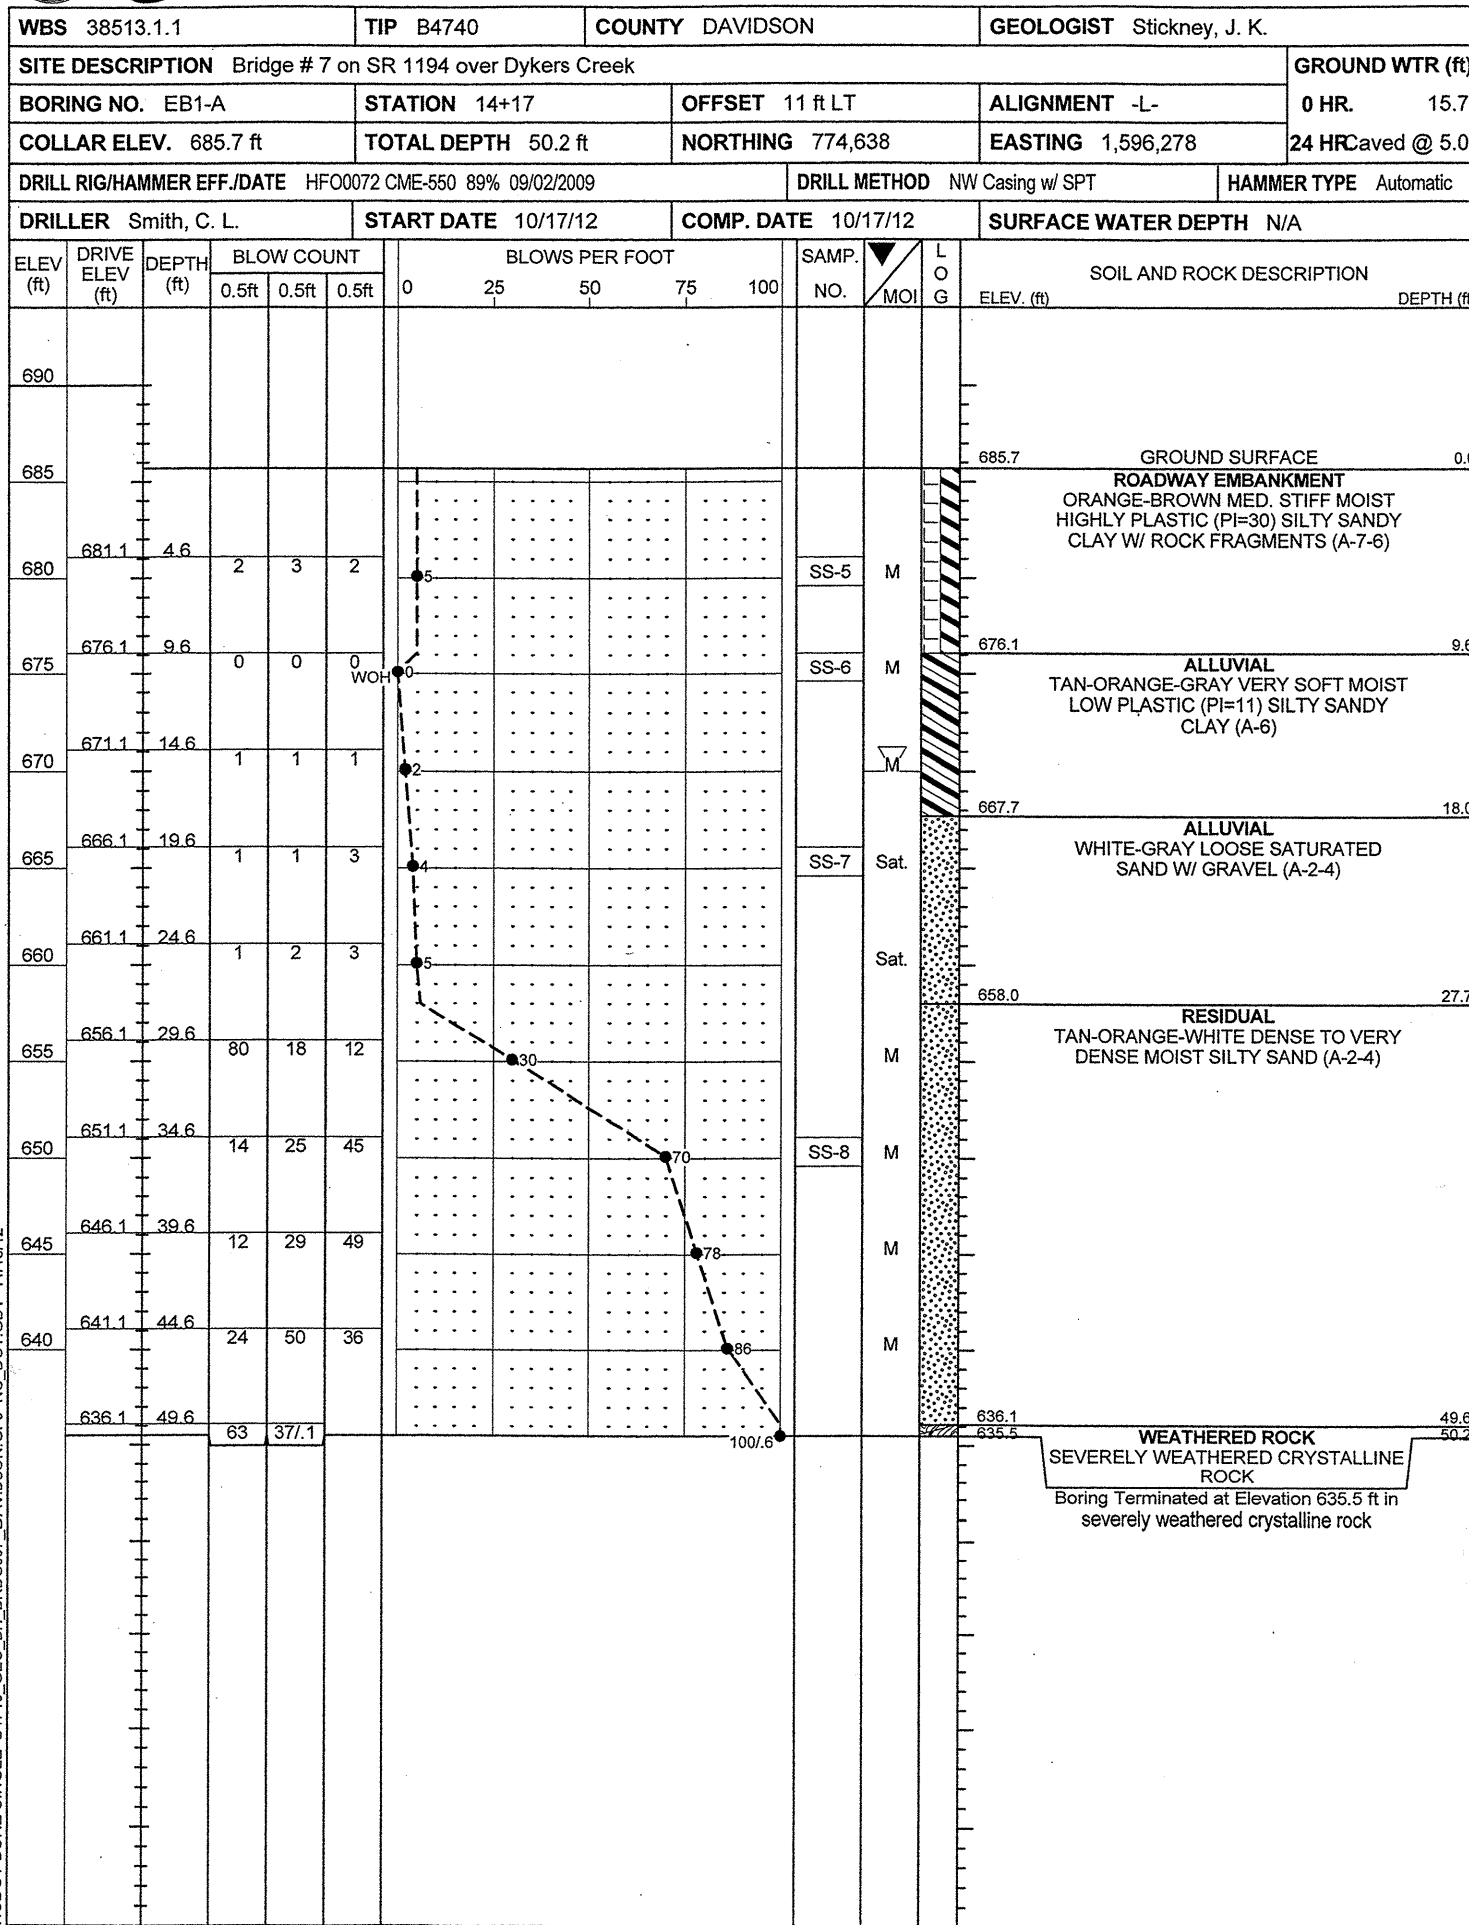 WBS 38513.1.1 TIP B4740 COUNTY DAVIDSON GEOLOGIST Stickney, J. K.
SITE DESCRIPTION Bridge # 7 on SR 1194 over Dykers Creek GROUND WTR (ft)
BORING NO. EB1-A STATION 14+17 OFFSET 11 ft LT ALIGNMENT -L- 0 HR. 15.7
COLLAR ELEV. 685.7 ft TOTAL DEPTH 50.2 ft NORTHING 774,638 EASTING 1,596,278 24 HR. Caved @ 5.0
DRILL RIG/HAMMER EFF./DATE HFO0072 CME-550 89% 09/02/2009 DRILL METHOD NW Casing w/ SPT HAMMER TYPE Automatic
DRILLER Smith, C. L. START DATE 10/17/12 COMP. DATE 10/17/12 SURFACE WATER DEPTH N/A
ELEV (ft) DRIVE ELEV (ft) DEPTH (ft) BLOW COUNT BLOWS PER FOOT SAMP. NO. MOI LOG SOIL AND ROCK DESCRIPTION
0.5ft 0.5ft 0.5ft 0 25 50 75 100 ELEV. (ft) DEPTH (ft
690
685.7 GROUND SURFACE 0.0
685 ROADWAY EMBANKMENT
ORANGE-BROWN MED. STIFF MOIST
HIGHLY PLASTIC (PI=30) SILTY SANDY
CLAY W/ ROCK FRAGMENTS (A-7-6)
681.1 4.6
680 2 3 2 5 SS-5 M
676.1 9.6 676.1 9.6
675 0 0 0 WOH 0 SS-6 M ALLUVIAL
TAN-ORANGE-GRAY VERY SOFT MOIST
LOW PLASTIC (PI=11) SILTY SANDY
CLAY (A-6)
671.1 14.6
670 1 1 1 2 M
667.7 18.0
ALLUVIAL
666.1 19.6
665 1 1 3 4 SS-7 Sat. WHITE-GRAY LOOSE SATURATED
SAND W/ GRAVEL (A-2-4)
661.1 24.6
660 1 2 3 5 Sat.
658.0 27.7
RESIDUAL
656.1 29.6
655 80 18 12 30 M TAN-ORANGE-WHITE DENSE TO VERY
DENSE MOIST SILTY SAND (A-2-4)
651.1 34.6
650 14 25 45 70 SS-8 M
646.1 39.6
645 12 29 49 78 M
641.1 44.6
640 24 50 36 86 M
636.1 49.6 636.1 49.6
63 37/.1 100/.6 635.5 WEATHERED ROCK 50.2
SEVERELY WEATHERED CRYSTALLINE
ROCK
Boring Terminated at Elevation 635.5 ft in
severely weathered crystalline rock